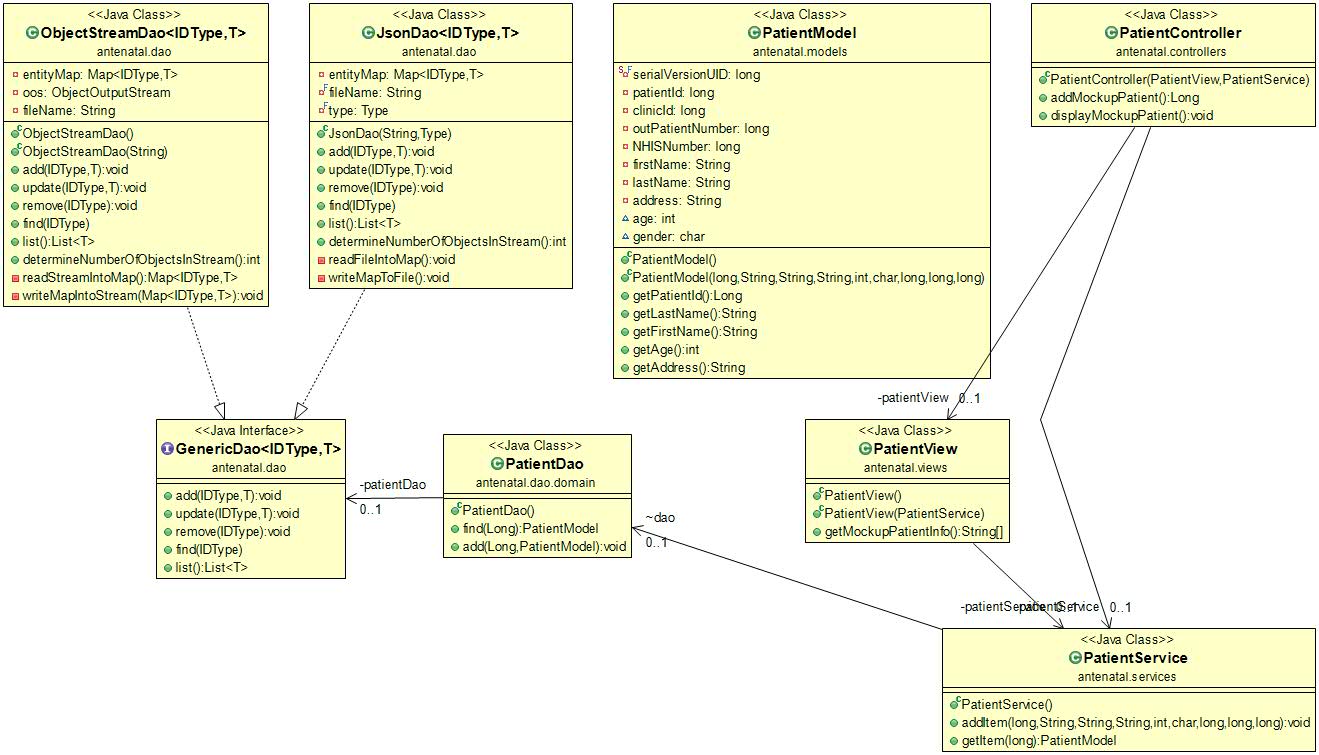 <<Java Class>>
ObjectStreamDao<IDType,T>
antenatal.dao
entityMap: Map<IDType,T>
oos: ObjectOutputStream
fileName: String
ObjectStreamDao()
ObjectStreamDao(String)
add(IDType,T):void
update(IDType,T):void
remove(IDType):void
find(IDType)
list():List<T>
determineNumberOfObjectsInStream():int
readStreamIntoMap():Map<IDType,T>
writeMapIntoStream(Map<IDType,T>):void
<<Java Class>>
JsonDao<IDType,T>
antenatal.dao
entityMap: Map<IDType,T>
fileName: String
type: Type
JsonDao(String,Type)
add(IDType,T):void
update(IDType,T):void
remove(IDType):void
find(IDType)
list():List<T>
determineNumberOfObjectsInStream():int
readFileIntoMap():void
writeMapToFile():void
<<Java Class>>
PatientModel
antenatal.models
serialVersionUID: long
patientId: long
clinicId: long
outPatientNumber: long
NHISNumber: long
firstName: String
lastName: String
address: String
age: int
gender: char
PatientModel()
PatientModel(long,String,String,String,int,char,long,long,long)
getPatientId():Long
getLastName():String
getFirstName():String
getAge():int
getAddress():String
<<Java Class>>
PatientController
antenatal.controllers
PatientController(PatientView,PatientService)
addMockupPatient():Long
displayMockupPatient():void
-patientView 0..1
<<Java Interface>>
GenericDao<IDType,T>
antenatal.dao
add(IDType,T):void
update(IDType,T):void
remove(IDType):void
find(IDType)
list():List<T>
-patientDao
0..1
<<Java Class>>
PatientDao
antenatal.dao.domain
PatientDao()
find(Long):PatientModel
add(Long,PatientModel):void
~dao
0..1
<<Java Class>>
PatientView
antenatal.views
PatientView()
PatientView(PatientService)
getMockupPatientInfo():String[]
-patientService 0..1
-patientService 0..1
<<Java Class>>
PatientService
antenatal.services
PatientService()
addItem(long,String,String,String,int,char,long,long,long):void
getItem(long):PatientModel